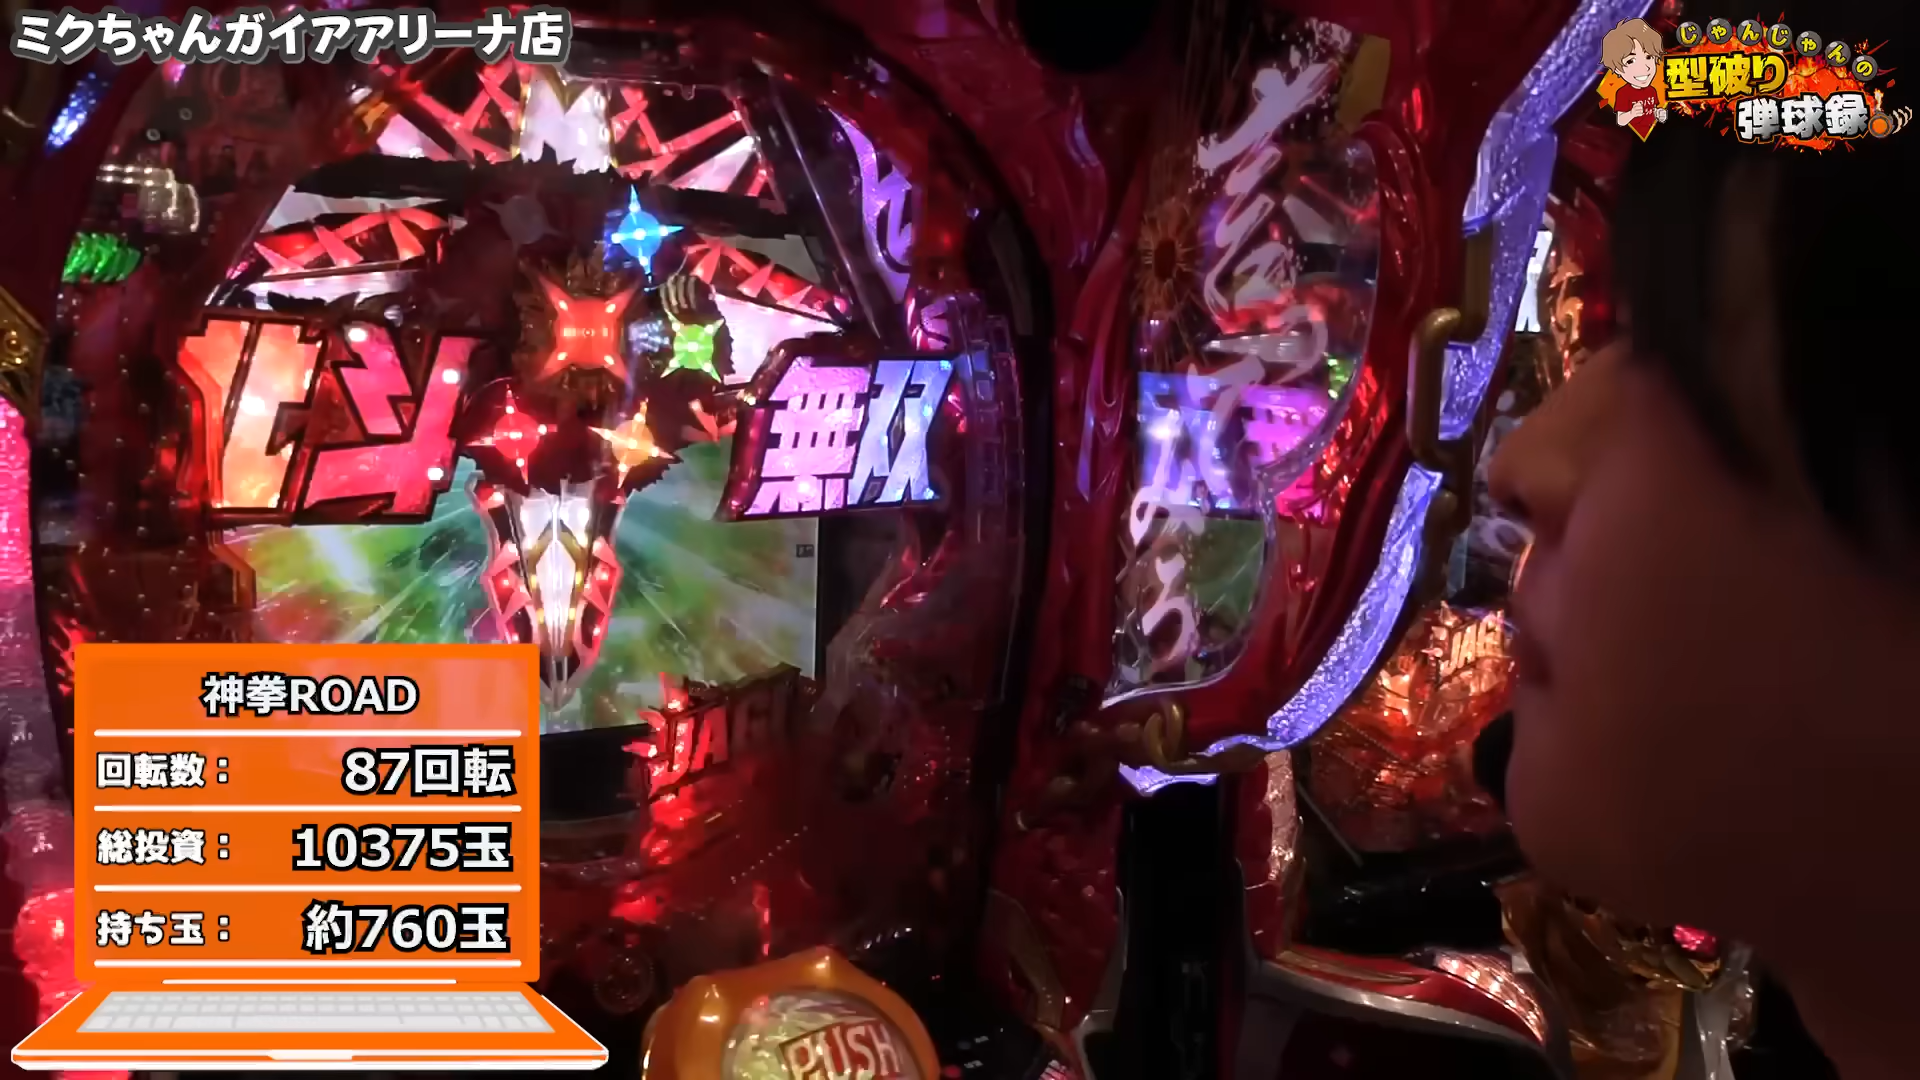 ミクちゃんガイアアリーナ店
じゃんじゃんの
型破り
弾球録
斗
無双
JAGI
神拳ROAD
回転数： 87回転
総投資： 10375玉
持ち玉： 約760玉
PUSH